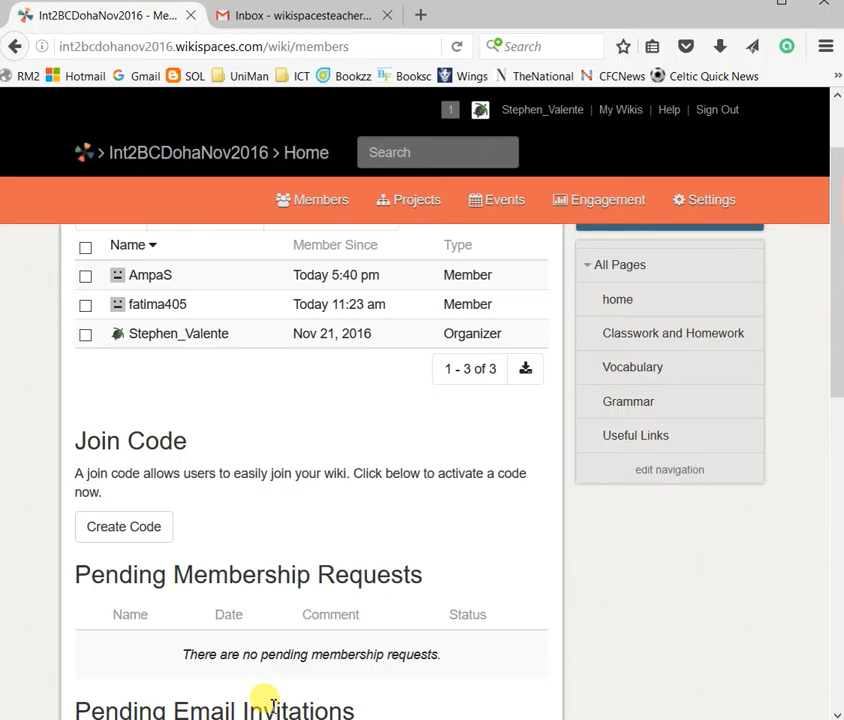 Int2BCDohaNov2016 - Me...
Inbox - wikispacesteacher...
int2bcdohanov2016.wikispaces.com/wiki/members
Search
RM2 Hotmail Gmail SOL UniMan ICT Bookzz Booksc Wings TheNational CFCNews Celtic Quick News
1 Stephen_Valente | My Wikis | Help | Sign Out
> Int2BCDohaNov2016 > Home
Search
Members Projects Events Engagement Settings
Name Member Since Type
AmpaS Today 5:40 pm Member
fatima405 Today 11:23 am Member
Stephen_Valente Nov 21, 2016 Organizer
1 - 3 of 3
All Pages
home
Classwork and Homework
Vocabulary
Grammar
Useful Links
edit navigation
Join Code
A join code allows users to easily join your wiki. Click below to activate a code
now.
Create Code
Pending Membership Requests
Name Date Comment Status
There are no pending membership requests.
Pending Email Invitations